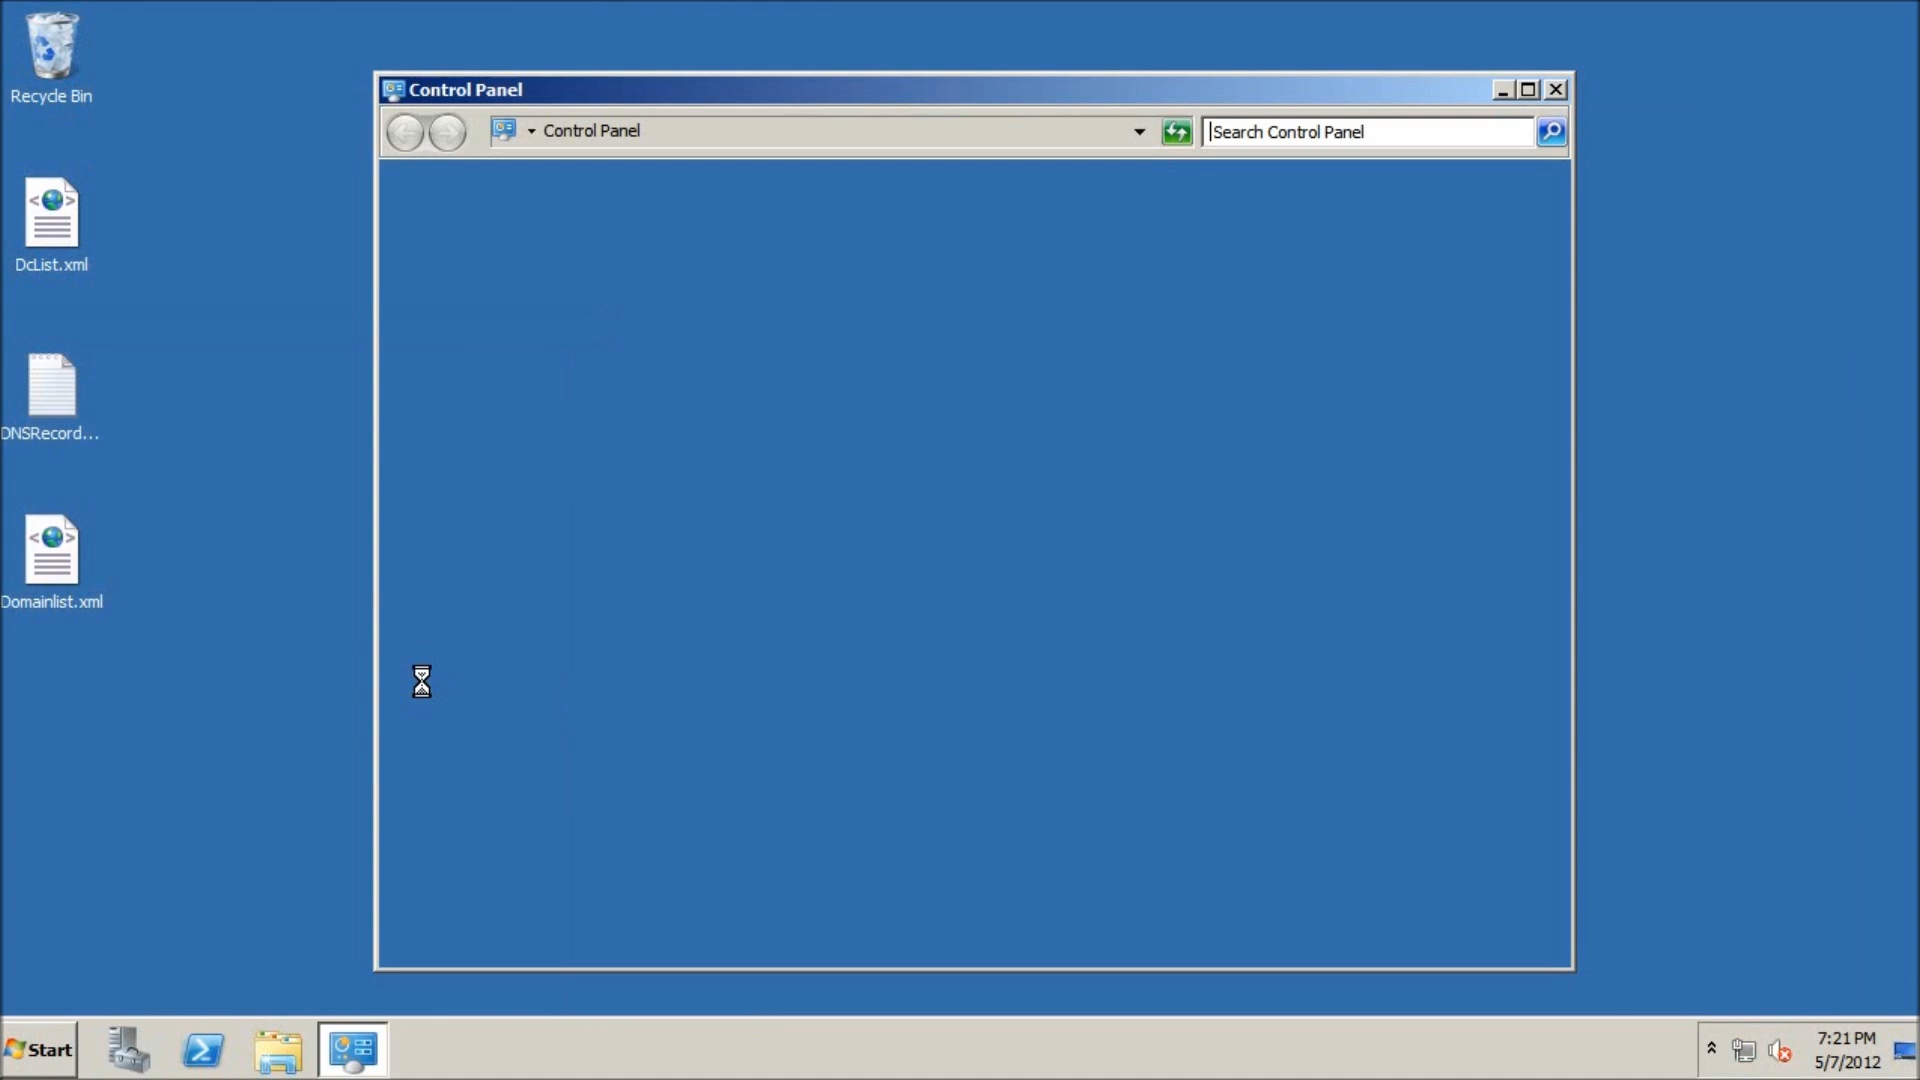 Recycle Bin
DcList.xml
DNSRecord...
Domainlist.xml
Control Panel
Control Panel
Search Control Panel
Start
7:21 PM
5/7/2012